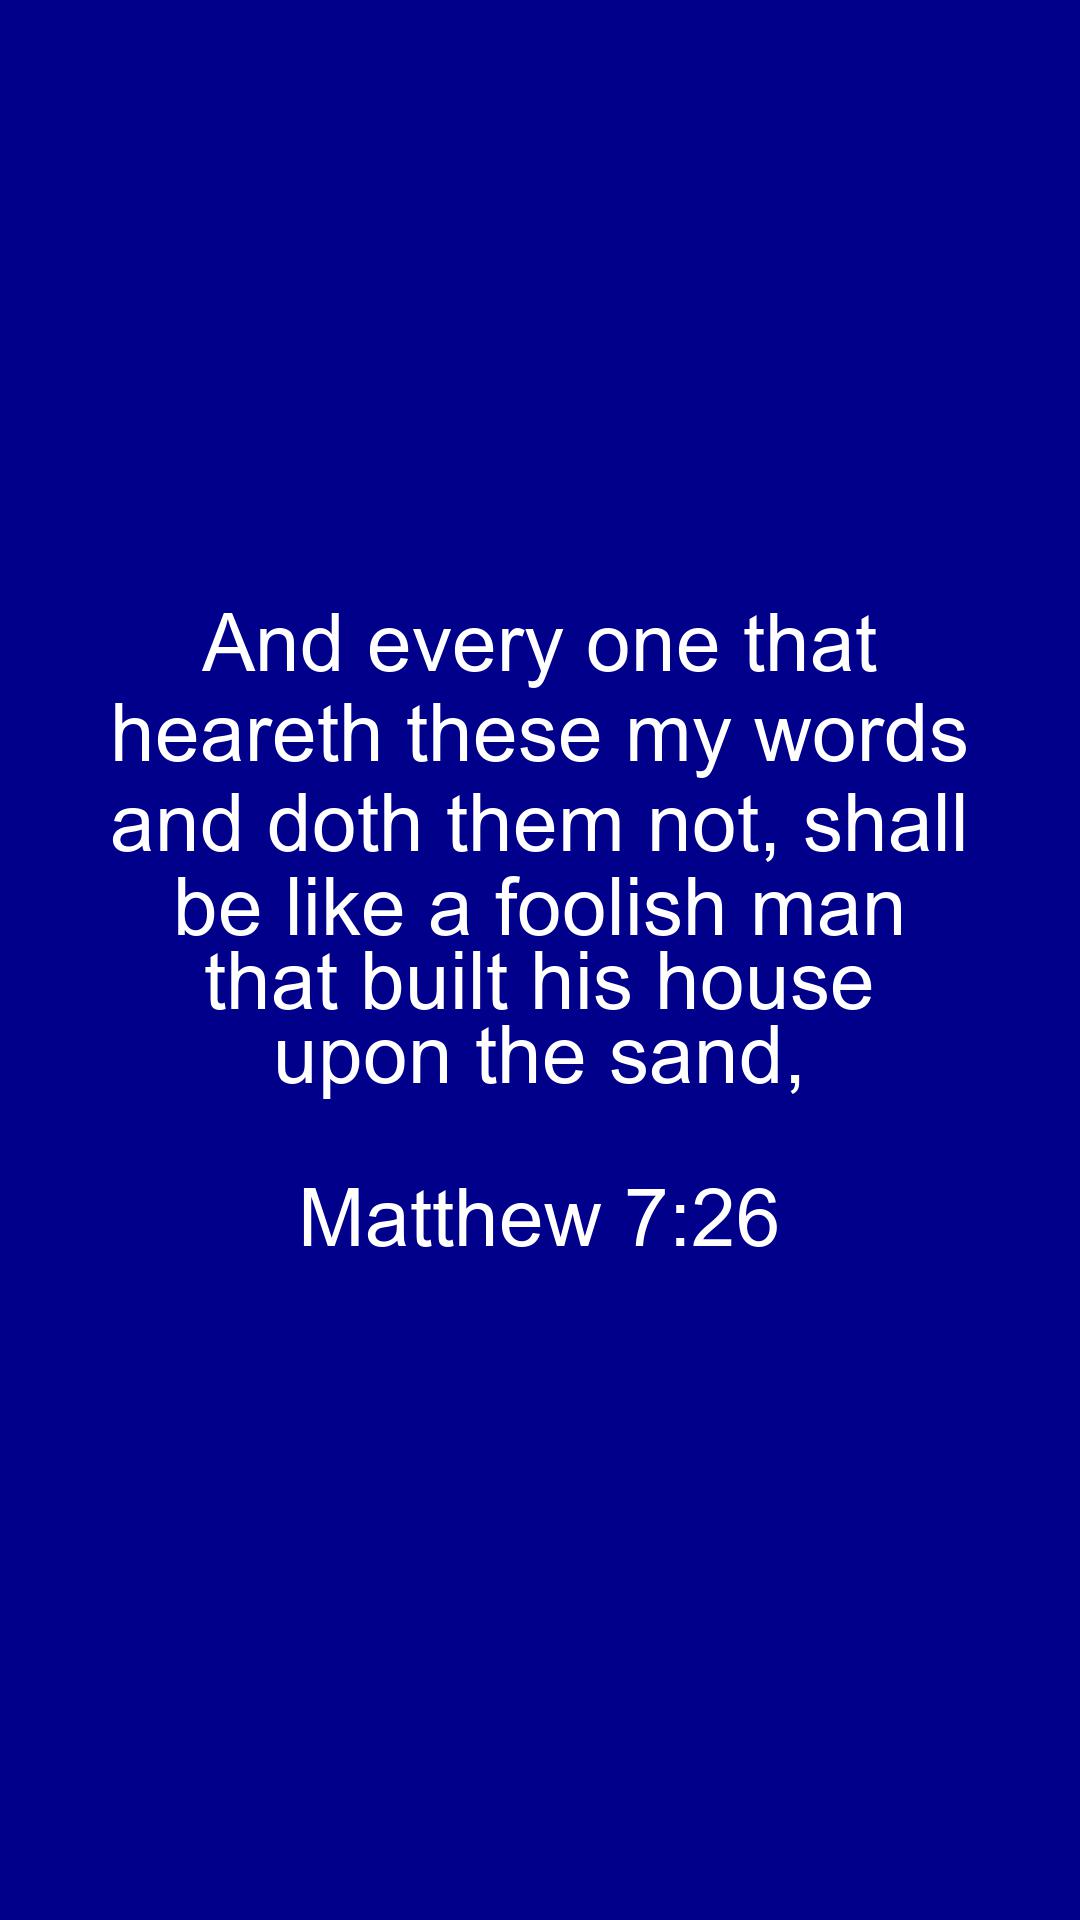 And every one that
heareth these my words
and doth them not, shall
be like a foolish man
that built his house
upon the sand,
Matthew 7:26